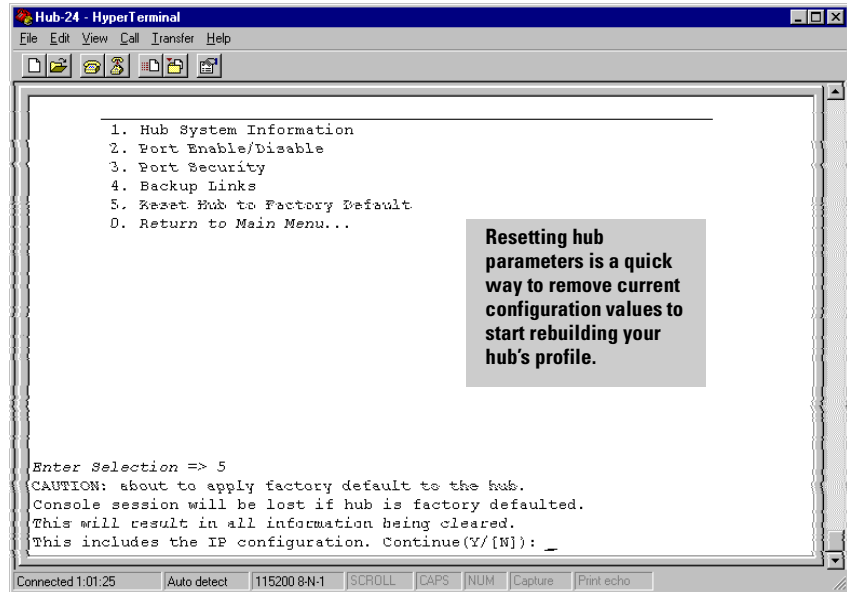 Hub-24 - HyperTerminal
File Edit View Call Transfer Help
1. Hub System Information
2. Port Enable/Disable
3. Port Security
4. Backup Links
5. Reset Hub to Factory Default
0. Return to Main Menu...
Resetting hub
parameters is a quick
way to remove current
configuration values to
start rebuilding your
hub's profile.
Enter Selection => 5
CAUTION: about to apply factory default to the hub.
Console session will be lost if hub is factory defaulted.
This will result in all information being cleared.
This includes the IP configuration. Continue(Y/[N]): _
Connected 1:01:25 Auto detect 115200 8-N-1 SCROLL CAPS NUM Capture Print echo